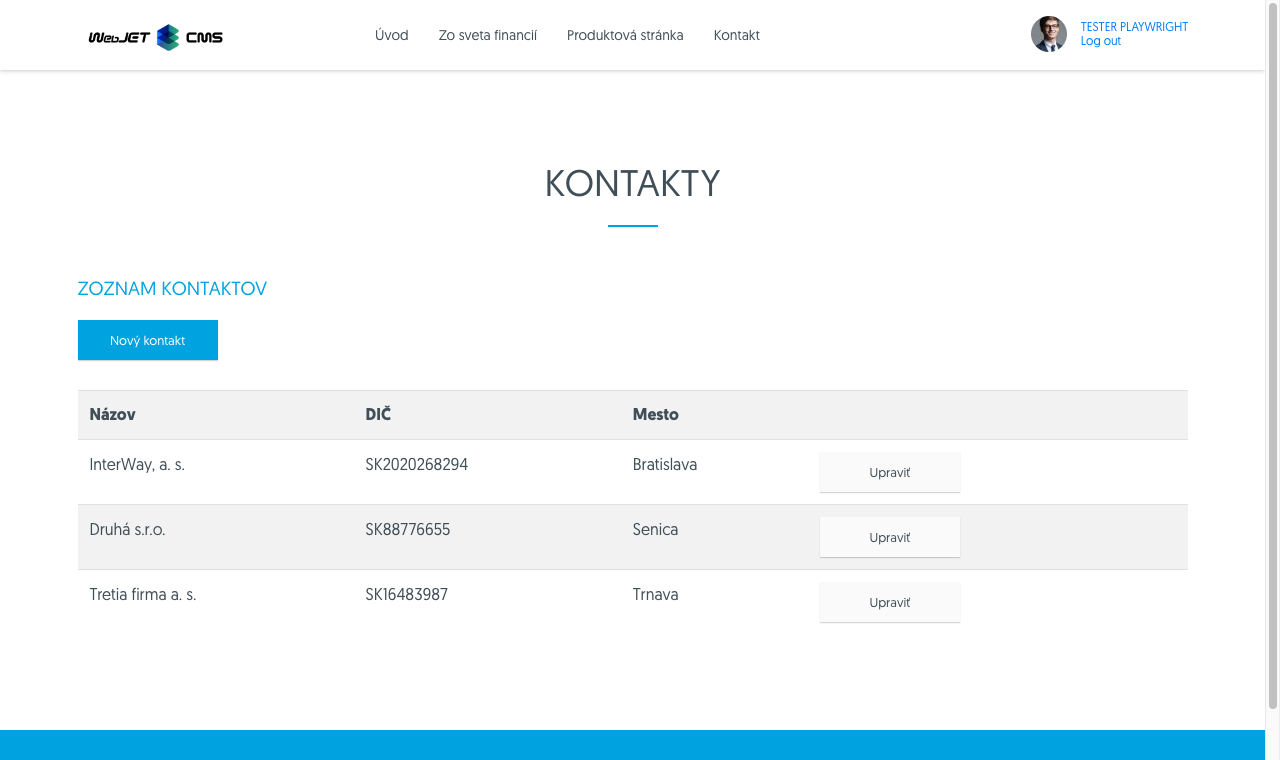 WebJET CMS
Úvod
Zo sveta financií
Produktová stránka
Kontakt
TESTER PLAYWRIGHT
Log out
KONTAKTY
ZOZNAM KONTAKTOV
Nový kontakt
Názov DIČ Mesto
InterWay, a. s. SK2020268294 Bratislava Upraviť
Druhá s.r.o. SK88776655 Senica Upraviť
Tretia firma a. s. SK16483987 Trnava Upraviť